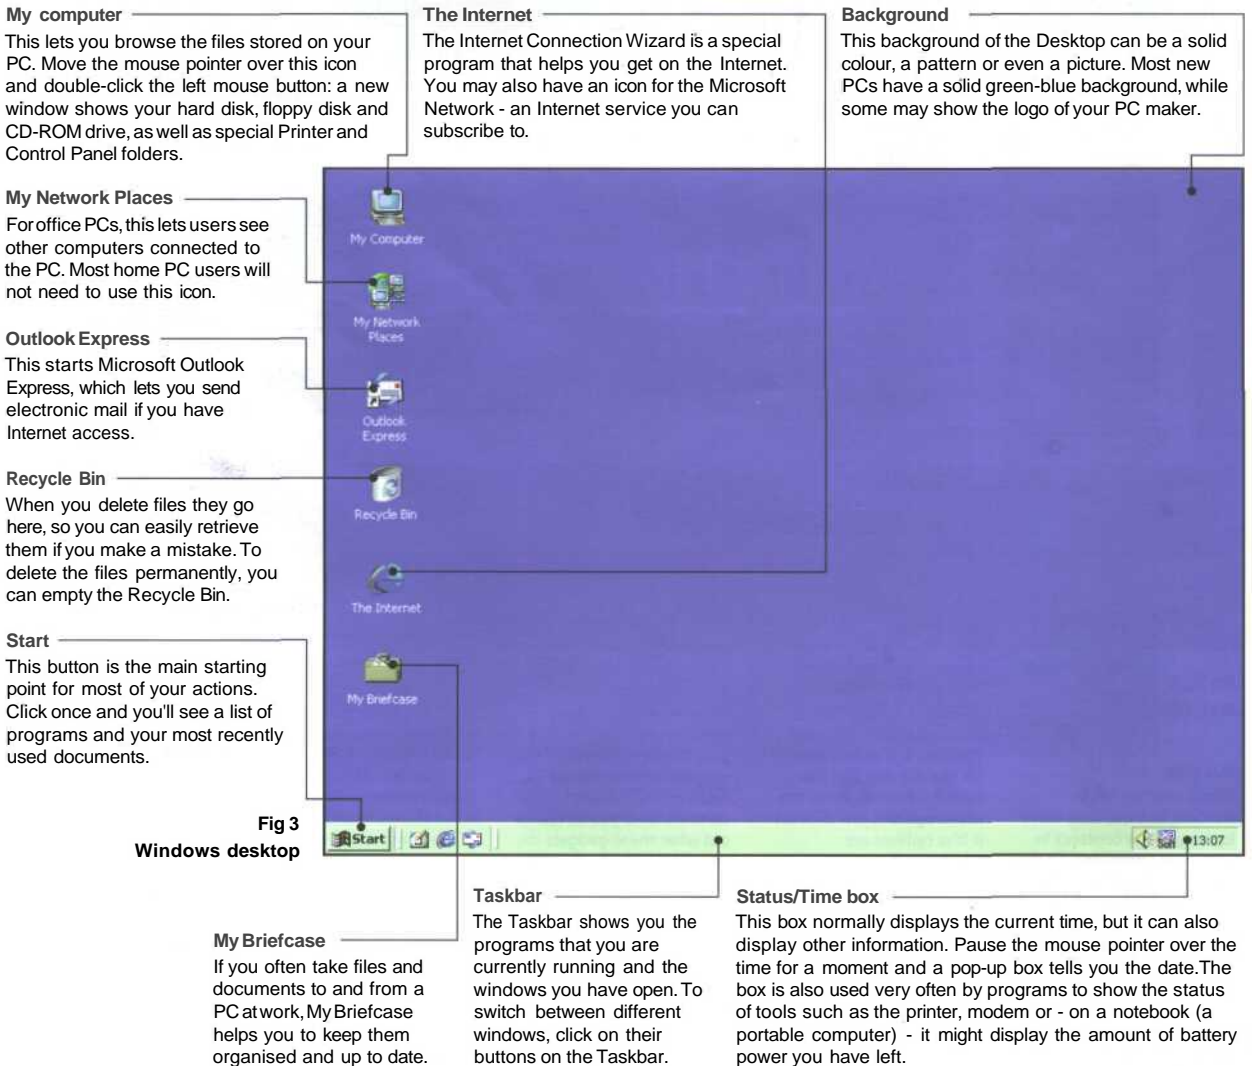 My computer
This lets you browse the files stored on your
PC. Move the mouse pointer over this icon
and double-click the left mouse button: a new
window shows your hard disk, floppy disk and
CD-ROM drive, as well as special Printer and
Control Panel folders.
The Internet
The Internet Connection Wizard is a special
program that helps you get on the Internet.
You may also have an icon for the Microsoft
Network - an Internet service you can
subscribe to.
Background
This background of the Desktop can be a solid
colour, a pattern or even a picture. Most new
PCs have a solid green-blue background, while
some may show the logo of your PC maker.
My Network Places
For office PCs, this lets users see
other computers connected to
the PC. Most home PC users will
not need to use this icon.
Outlook Express
This starts Microsoft Outlook
Express, which lets you send
electronic mail if you have
Internet access.
Recycle Bin
When you delete files they go
here, so you can easily retrieve
them if you make a mistake. To
delete the files permanently, you
can empty the Recycle Bin.
Start
This button is the main starting
point for most of your actions.
Click once and you'll see a list of
programs and your most recently
used documents.
Fig 3
Windows desktop
My Computer
My Network
Places
Outlook
Express
Recycle Bin
The Internet
My Briefcase
Start
13:07
My Briefcase
If you often take files and
documents to and from a
PC at work, My Briefcase
helps you to keep them
organised and up to date.
Taskbar
The Taskbar shows you the
programs that you are
currently running and the
windows you have open. To
switch between different
windows, click on their
buttons on the Taskbar.
Status/Time box
This box normally displays the current time, but it can also
display other information. Pause the mouse pointer over the
time for a moment and a pop-up box tells you the date.The
box is also used very often by programs to show the status
of tools such as the printer, modem or - on a notebook (a
portable computer) - it might display the amount of battery
power you have left.